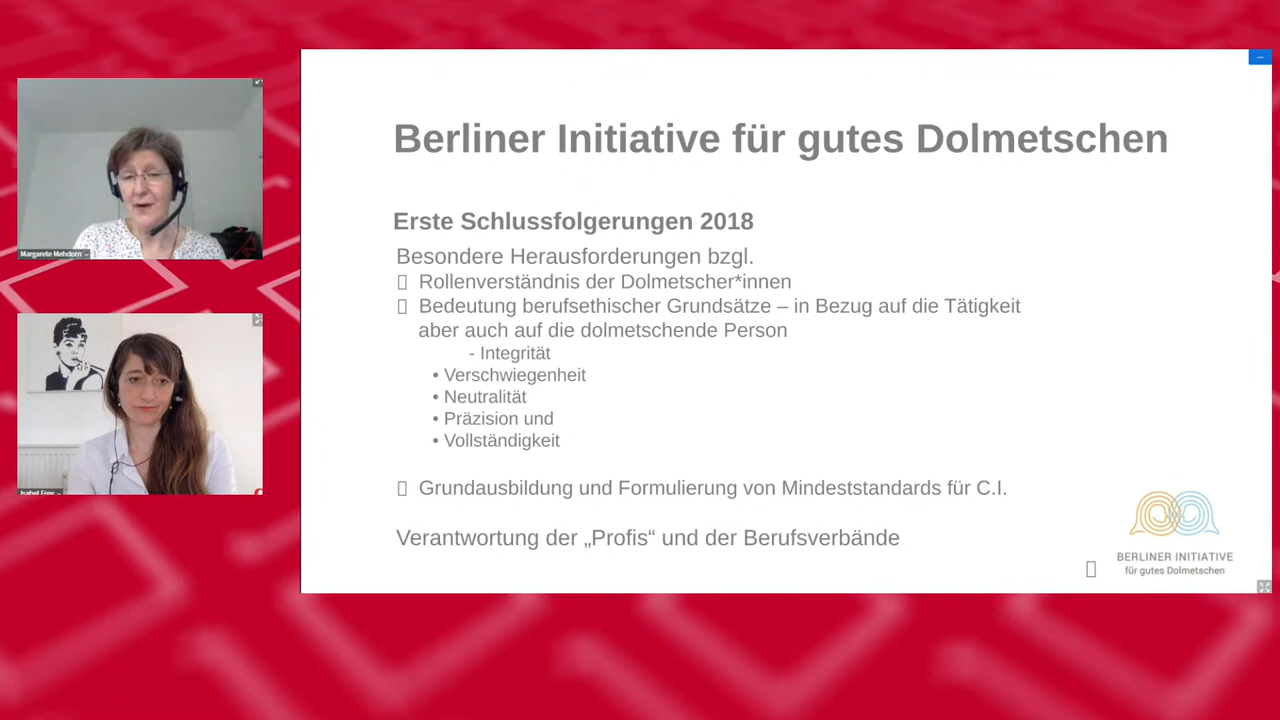 Berliner Initiative für gutes Dolmetschen
Erste Schlussfolgerungen 2018
Besondere Herausforderungen bzgl.
Rollenverständnis der Dolmetscher*innen
Bedeutung berufsethischer Grundsätze – in Bezug auf die Tätigkeit
aber auch auf die dolmetschende Person
- Integrität
• Verschwiegenheit
• Neutralität
• Präzision und
• Vollständigkeit
Grundausbildung und Formulierung von Mindeststandards für C.I.
Verantwortung der „Profis“ und der Berufsverbände
BERLINER INITIATIVE
für gutes Dolmetschen
Margarete Mehdorn
Isabel Frey